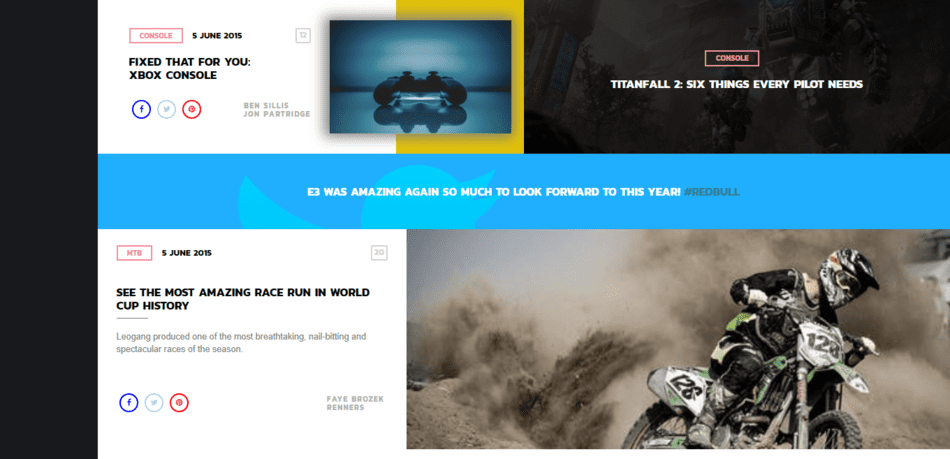 CONSOLE 5 JUNE 2015 12
FIXED THAT FOR YOU:
XBOX CONSOLE
BEN SILLIS
JON PARTRIDGE
CONSOLE
TITANFALL 2: SIX THINGS EVERY PILOT NEEDS
E3 WAS AMAZING AGAIN SO MUCH TO LOOK FORWARD TO THIS YEAR! #REDBULL
MTB 5 JUNE 2015 20
SEE THE MOST AMAZING RACE RUN IN WORLD
CUP HISTORY
Leogang produced one of the most breathtaking, nail-bitting and
spectacular races of the season.
FAYE BROZEK
RENNERS
128
128